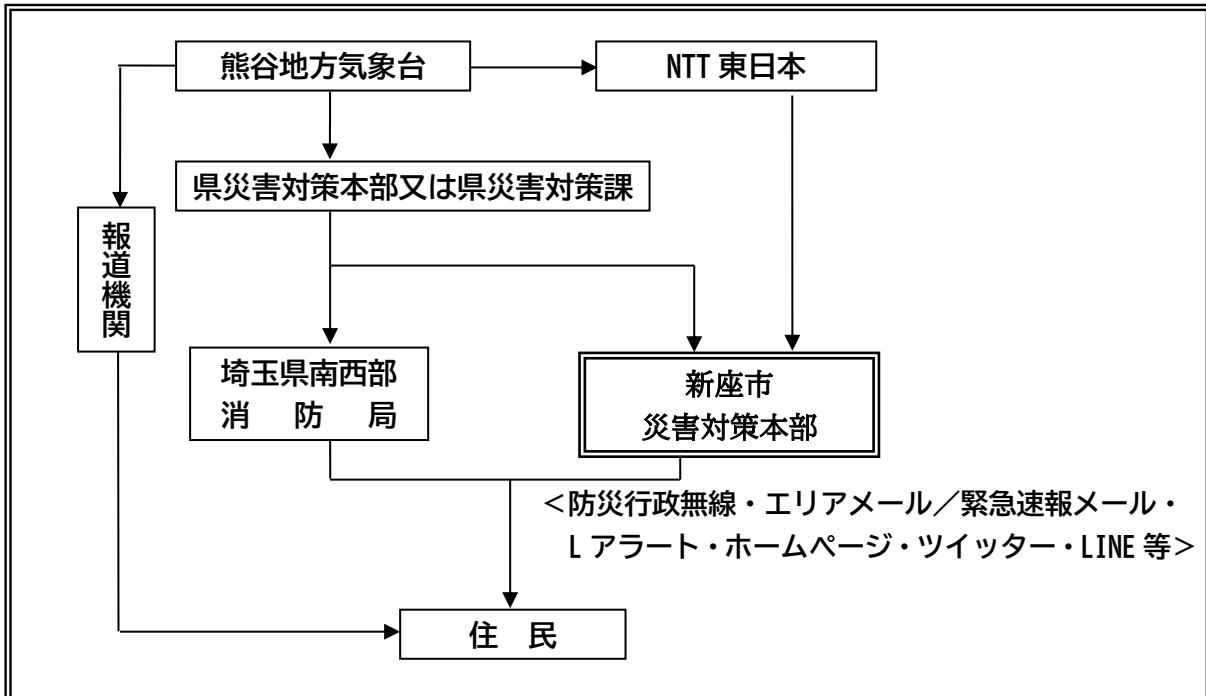 熊谷地方気象台
NTT 東日本
県災害対策本部又は県災害対策課
報道機関
埼玉県南西部
消　防　局
新座市
災害対策本部
＜防災行政無線・エリアメール／緊急速報メール・
Lアラート・ホームページ・ツイッター・LINE 等＞
住　民